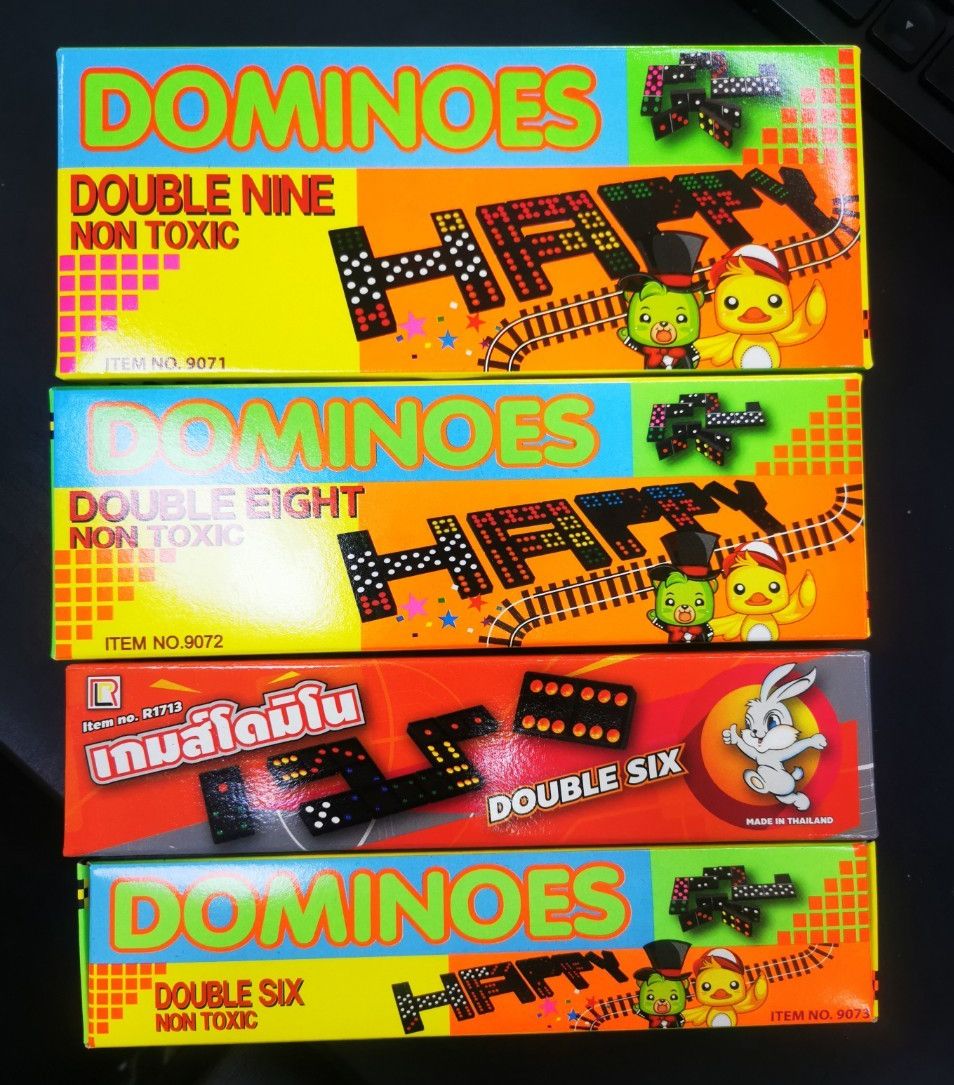 DOMINOES
DOUBLE NINE
NON TOXIC
HAPPY
ITEM NO. 9071
DOMINOES
DOUBLE EIGHT
NON TOXIC
HAPPY
ITEM NO.9072
LR
Item no. R1713
เกมส์โดมิโน
DOUBLE SIX
MADE IN THAILAND
DOMINOES
DOUBLE SIX
NON TOXIC
HAPPY
ITEM NO. 9073